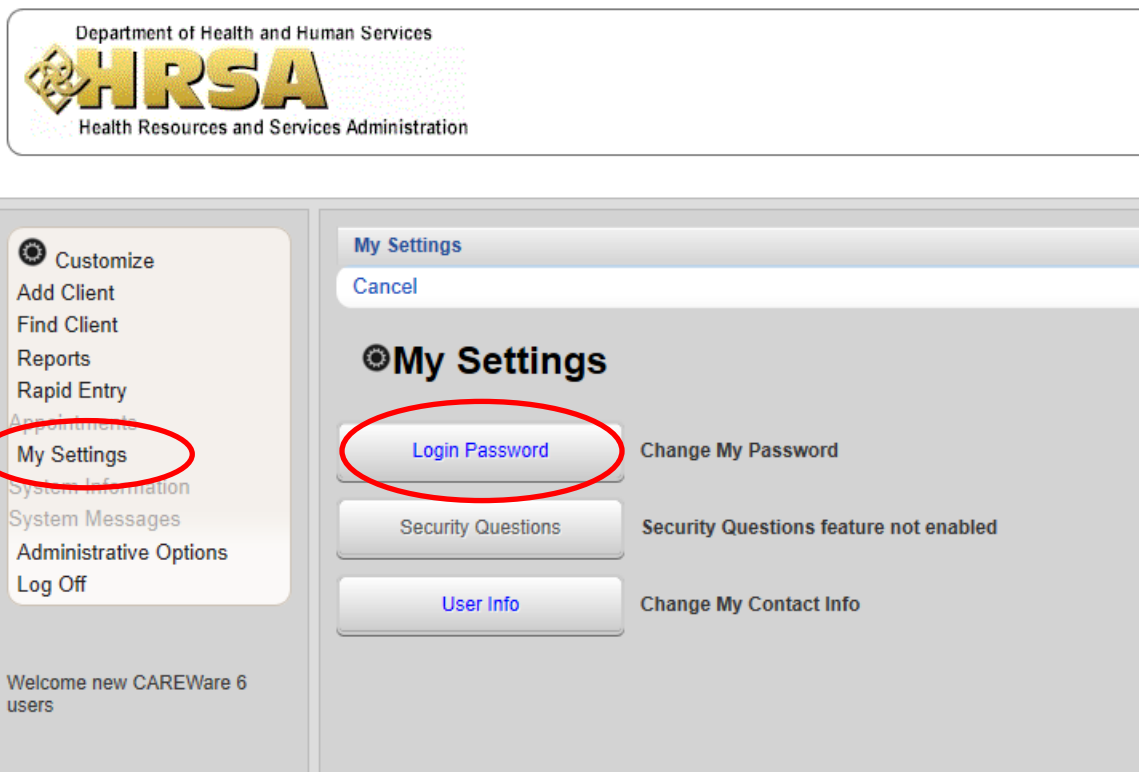 Department of Health and Human Services
HRSA
Health Resources and Services Administration
Customize
Add Client
Find Client
Reports
Rapid Entry
Appointments
My Settings
System Information
System Messages
Administrative Options
Log Off
Welcome new CAREWare 6
users
My Settings
Cancel
My Settings
Login Password
Change My Password
Security Questions
Security Questions feature not enabled
User Info
Change My Contact Info